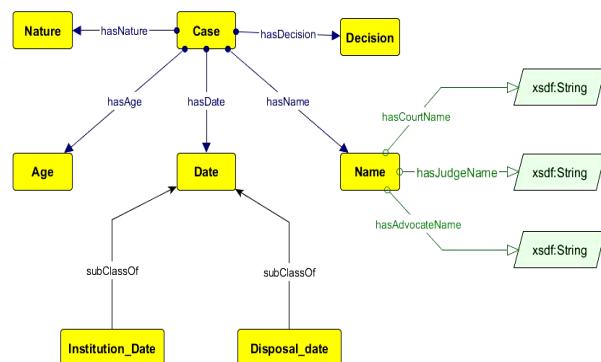 Nature
hasNature
Case
hasDecision
Decision
hasAge
hasDate
hasName
hasCourtName
xsdf:String
Age
Date
Name
hasJudgeName
xsdf:String
hasAdvocateName
xsdf:String
subClassOf
subClassOf
Institution_Date
Disposal_date